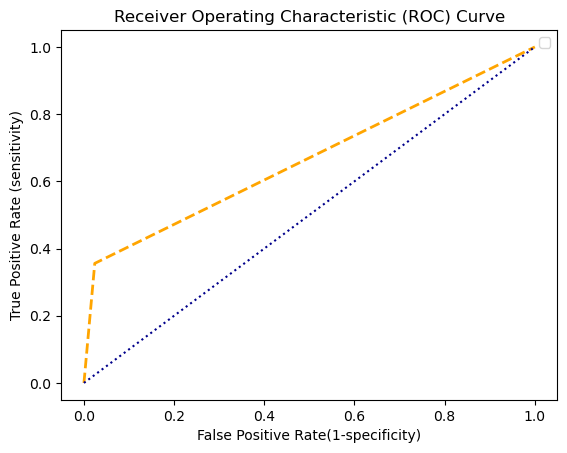 Receiver Operating Characteristic (ROC) Curve
1.0
0.8
0.6
0.4
0.2
0.0
True Positive Rate (sensitivity)
0.0 0.2 0.4 0.6 0.8 1.0
False Positive Rate(1-specificity)